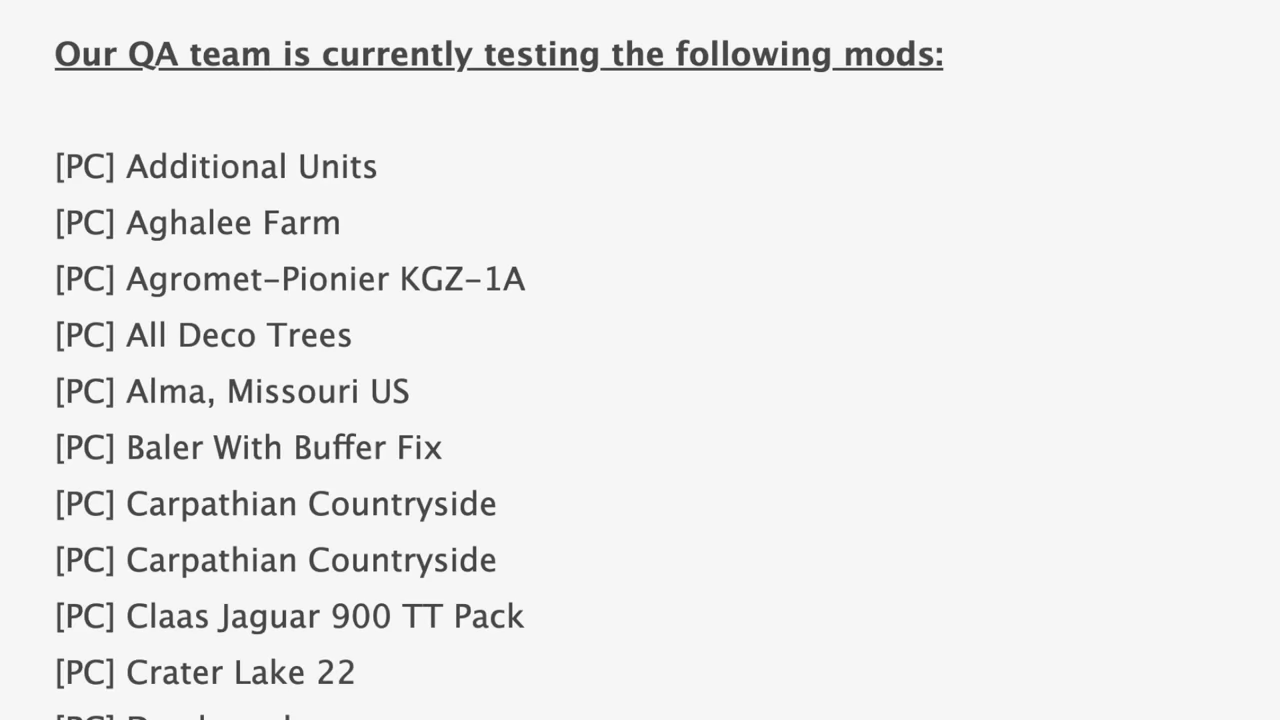 Our QA team is currently testing the following mods:
[PC] Additional Units
[PC] Aghalee Farm
[PC] Agromet-Pionier KGZ-1A
[PC] All Deco Trees
[PC] Alma, Missouri US
[PC] Baler With Buffer Fix
[PC] Carpathian Countryside
[PC] Carpathian Countryside
[PC] Claas Jaguar 900 TT Pack
[PC] Crater Lake 22
[PC]